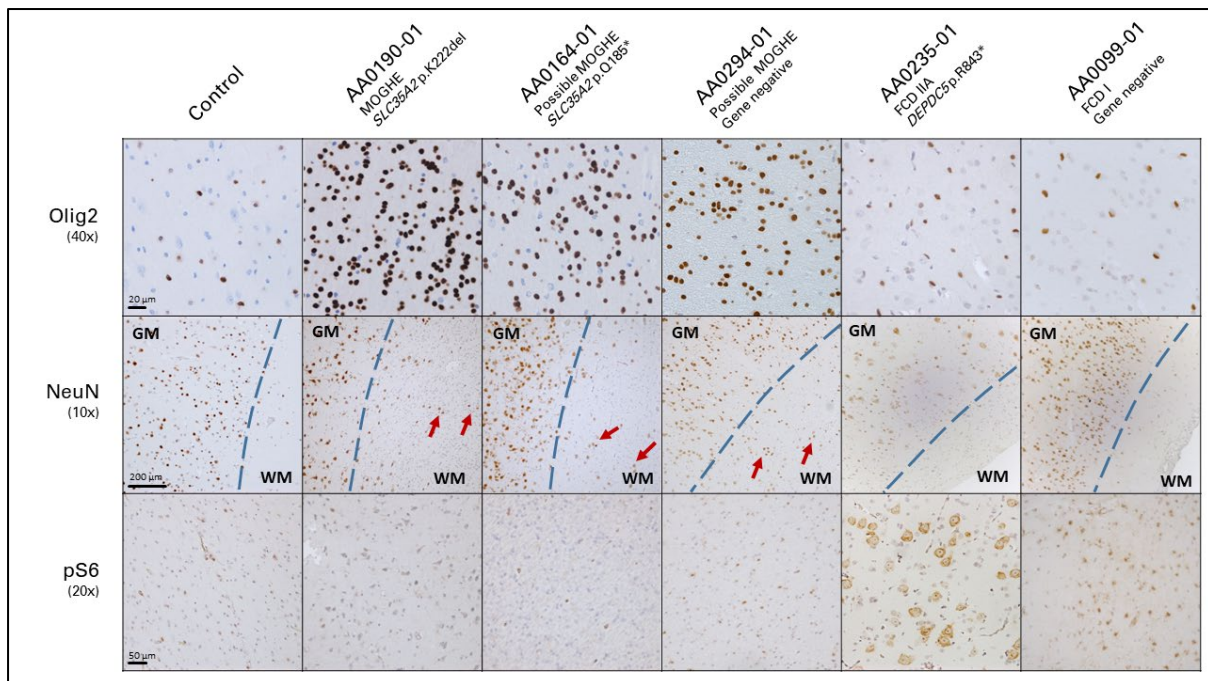 Control
AA0190-01
MOGHE
SLC35A2 p.K222del
AA0164-01
Possible MOGHE
SLC35A2 p.Q185*
AA0294-01
Possible MOGHE
Gene negative
AA0235-01
FCD IIA
DEPDC5 p.R843*
AA0099-01
FCD I
Gene negative
Olig2
(40x)
20 µm
NeuN
(10x)
GM
WM
200 µm
GM
WM
GM
WM
GM
WM
GM
WM
GM
WM
pS6
(20x)
50 µm